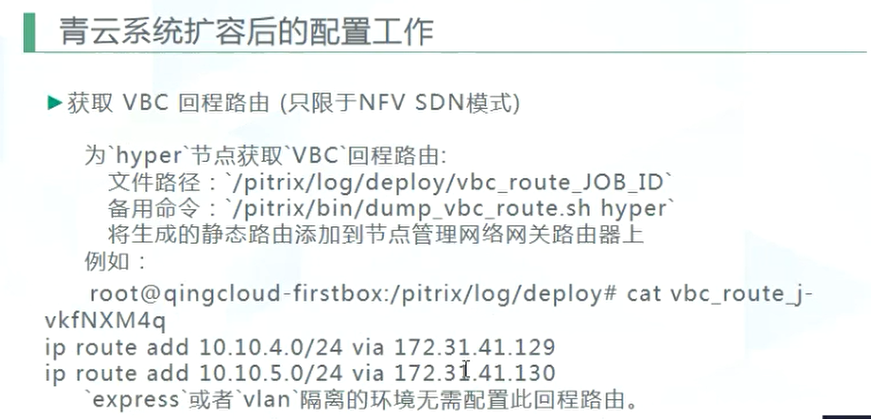 青云系统扩容后的配置工作
►获取 VBC 回程路由 (只限于NFV SDN模式)
为`hyper`节点获取`VBC`回程路由:
文件路径：`/pitrix/log/deploy/vbc_route_JOB_ID`
备用命令：`/pitrix/bin/dump_vbc_route.sh hyper`
将生成的静态路由添加到节点管理网络网关路由器上
例如：
root@qingcloud-firstbox:/pitrix/log/deploy# cat vbc_route_j-
vkfNXM4q
ip route add 10.10.4.0/24 via 172.31.41.129
ip route add 10.10.5.0/24 via 172.31.41.130
`express`或者`vlan`隔离的环境无需配置此回程路由。